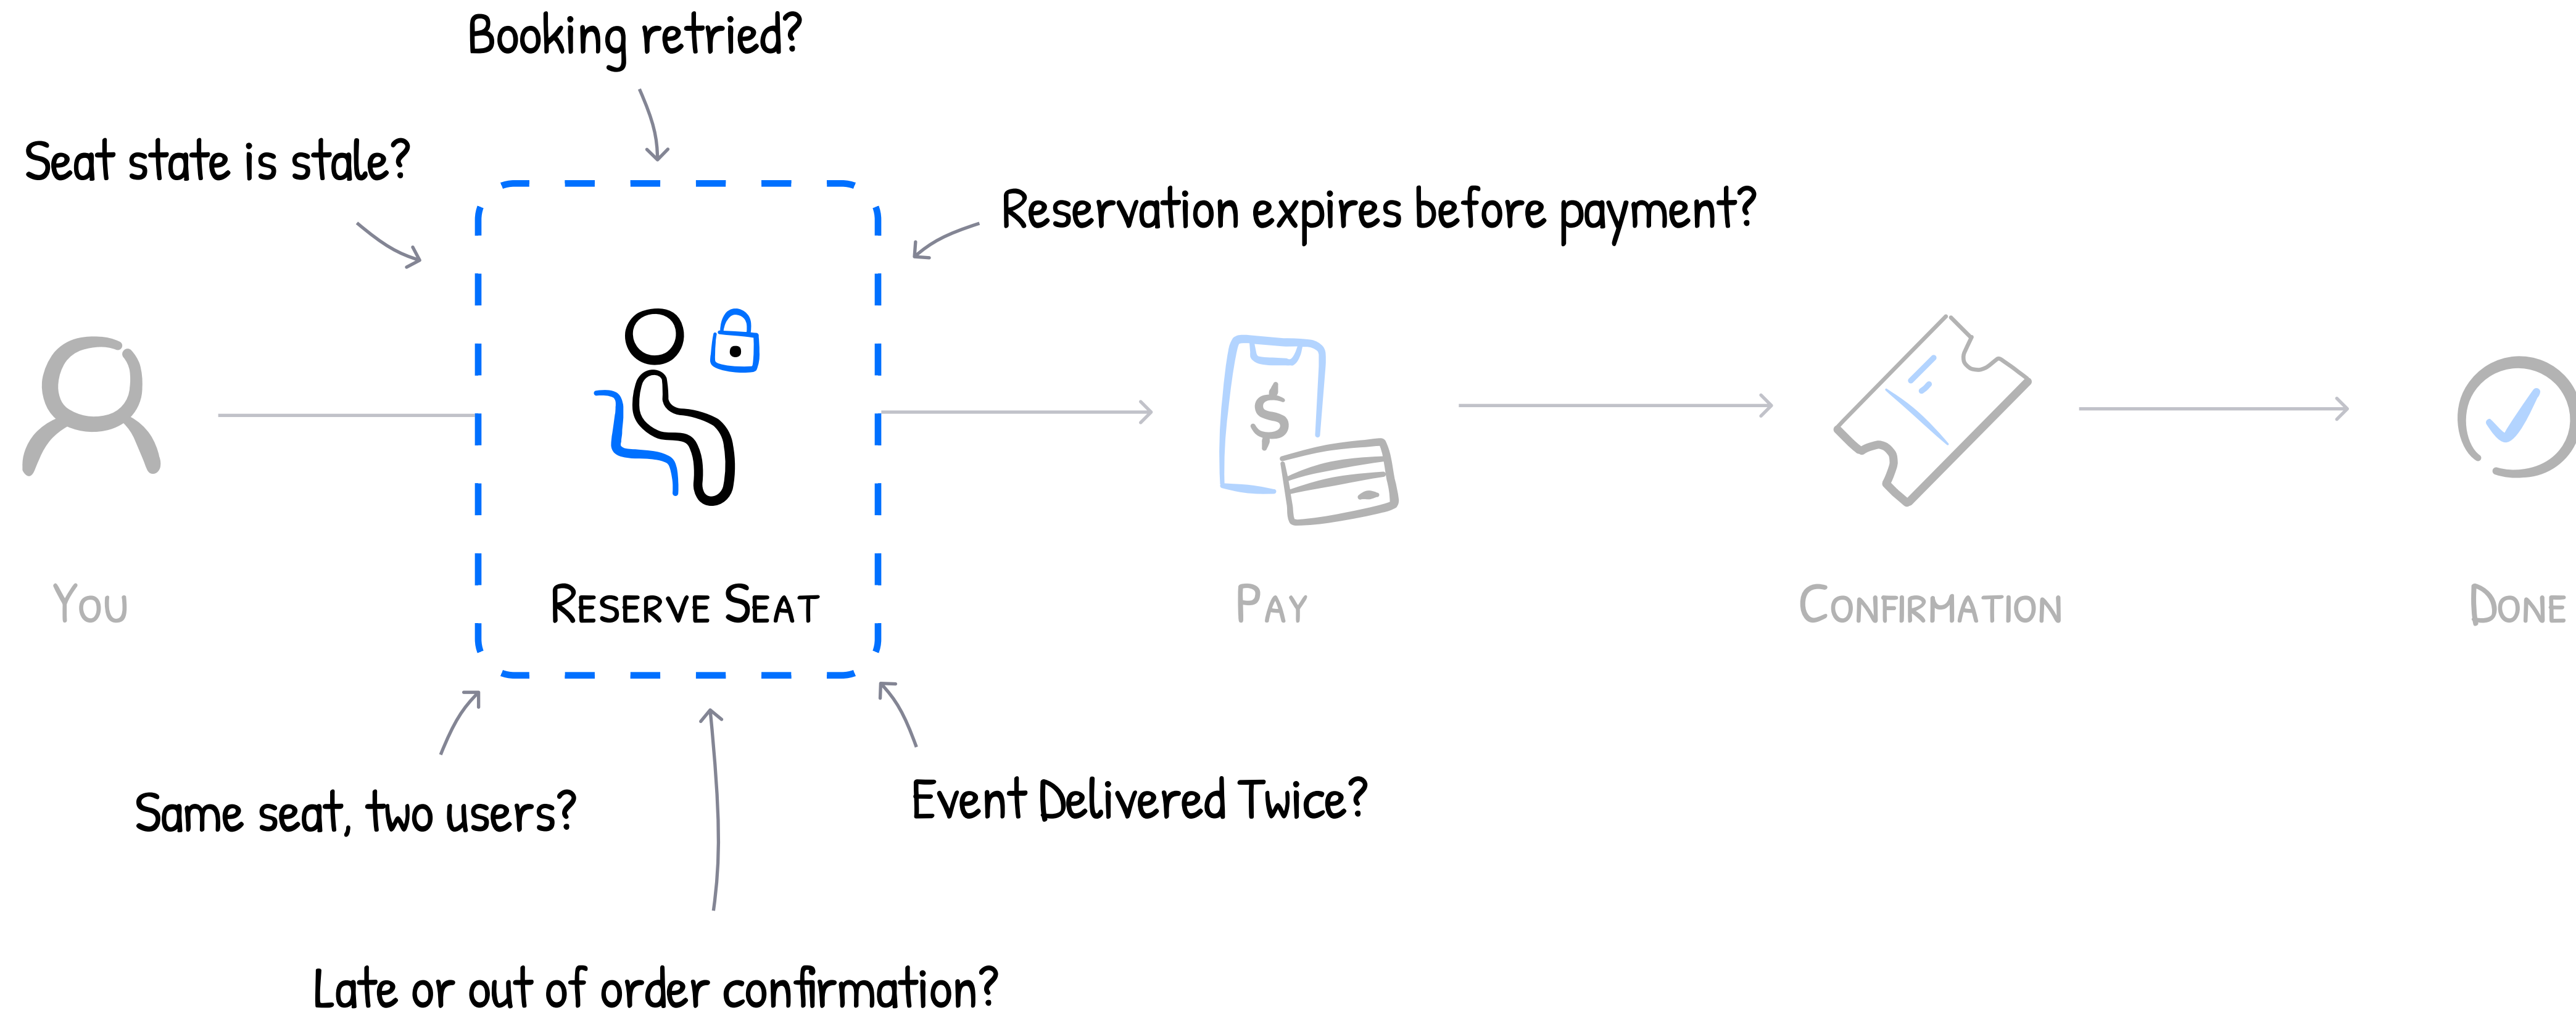 Booking retried?
Seat state is stale?
Reservation expires before payment?
$
You
Reserve Seat
Pay
Confirmation
Done
Same seat, two users?
Event Delivered Twice?
Late or out of order confirmation?